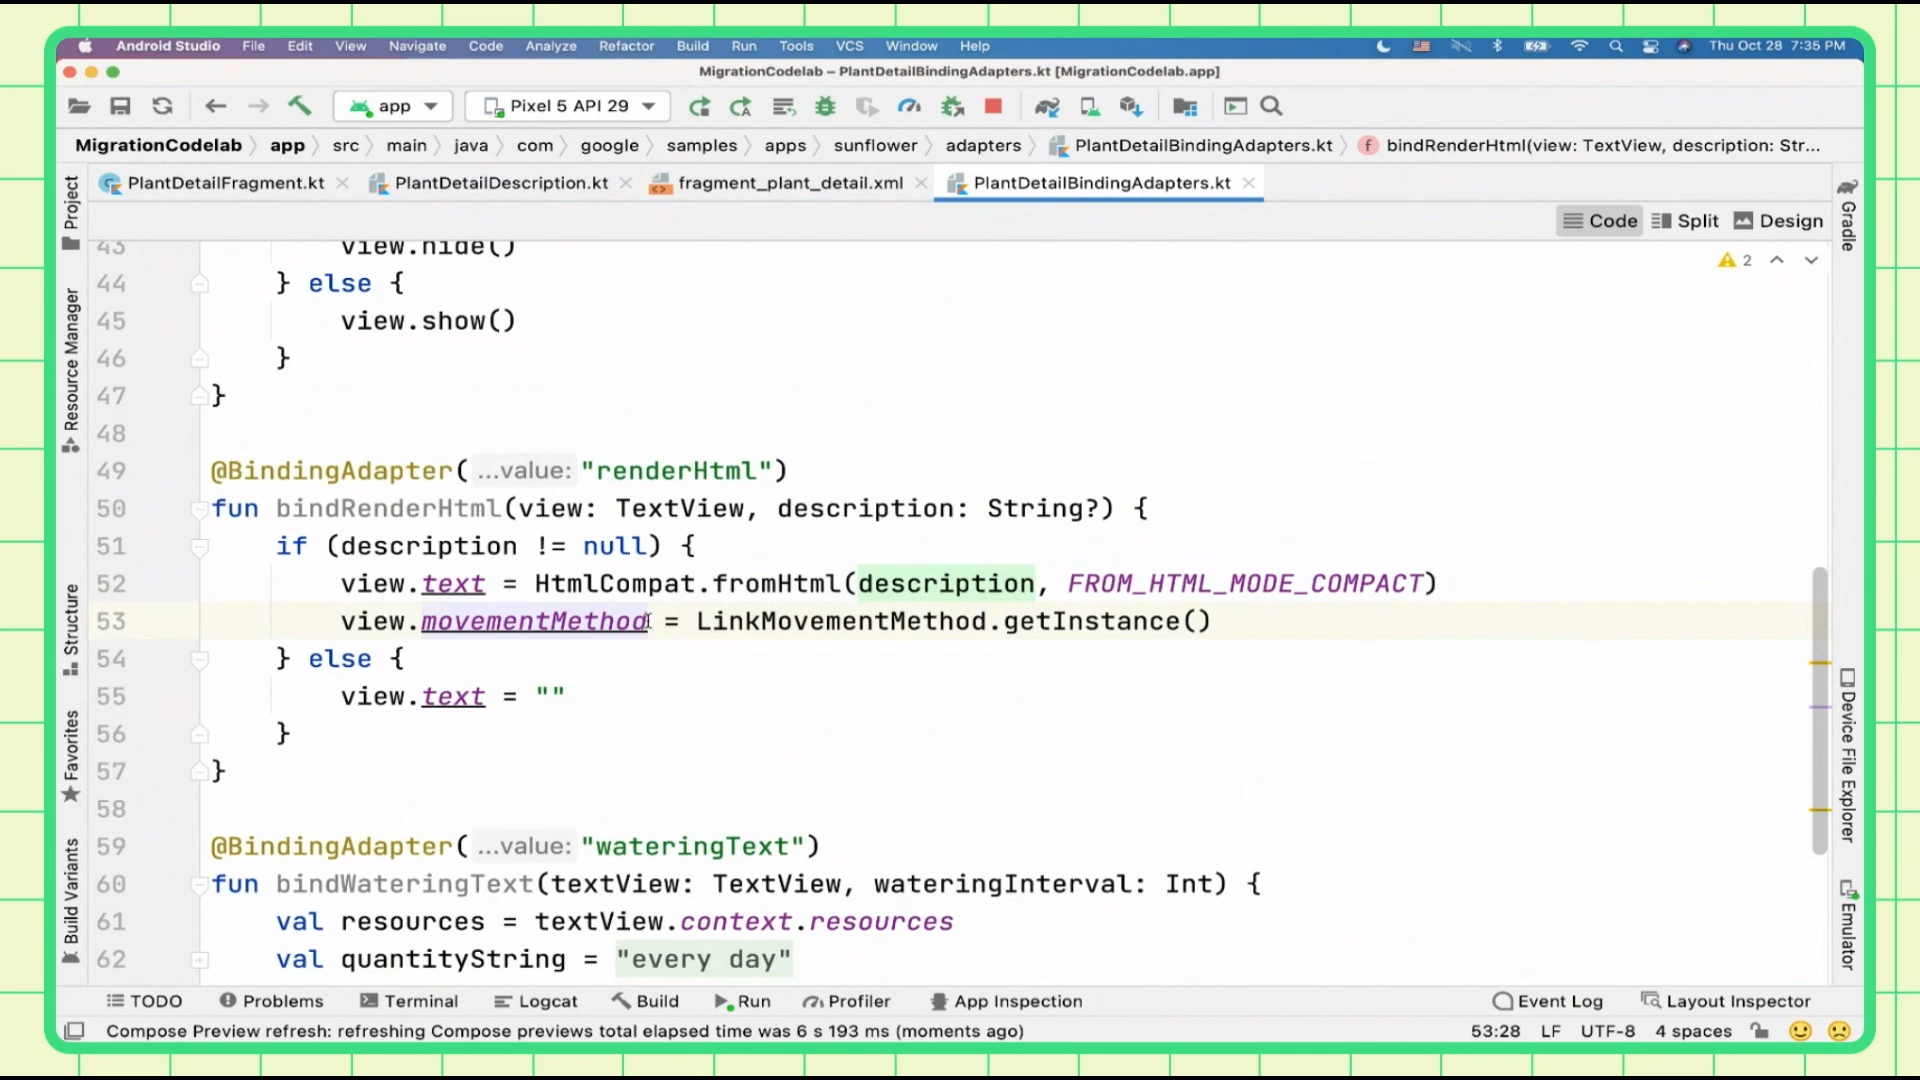 Android Studio File Edit View Navigate Code Analyze Refactor Build Run Tools VCS Window Help Thu Oct 28 7:35 PM
MigrationCodelab – PlantDetailBindingAdapters.kt [MigrationCodelab.app]
app Pixel 5 API 29
MigrationCodelab app src main java com google samples apps sunflower adapters PlantDetailBindingAdapters.kt bindRenderHtml(view: TextView, description: Str...
PlantDetailFragment.kt PlantDetailDescription.kt fragment_plant_detail.xml PlantDetailBindingAdapters.kt
Code Split Design
2
Project
Resource Manager
Structure
Favorites
Build Variants
43 view.hide()
44 } else {
45 view.show()
46 }
47 }
48
49 @BindingAdapter( ...value: "renderHtml")
50 fun bindRenderHtml(view: TextView, description: String?) {
51 if (description != null) {
52 view.text = HtmlCompat.fromHtml(description, FROM_HTML_MODE_COMPACT)
53 view.movementMethod = LinkMovementMethod.getInstance()
54 } else {
55 view.text = ""
56 }
57 }
58
59 @BindingAdapter( ...value: "wateringText")
60 fun bindWateringText(textView: TextView, wateringInterval: Int) {
61 val resources = textView.context.resources
62 val quantityString = "every day"
Gradle
Device File Explorer
Emulator
TODO Problems Terminal Logcat Build Run Profiler App Inspection Event Log Layout Inspector
Compose Preview refresh: refreshing Compose previews total elapsed time was 6 s 193 ms (moments ago) 53:28 LF UTF-8 4 spaces